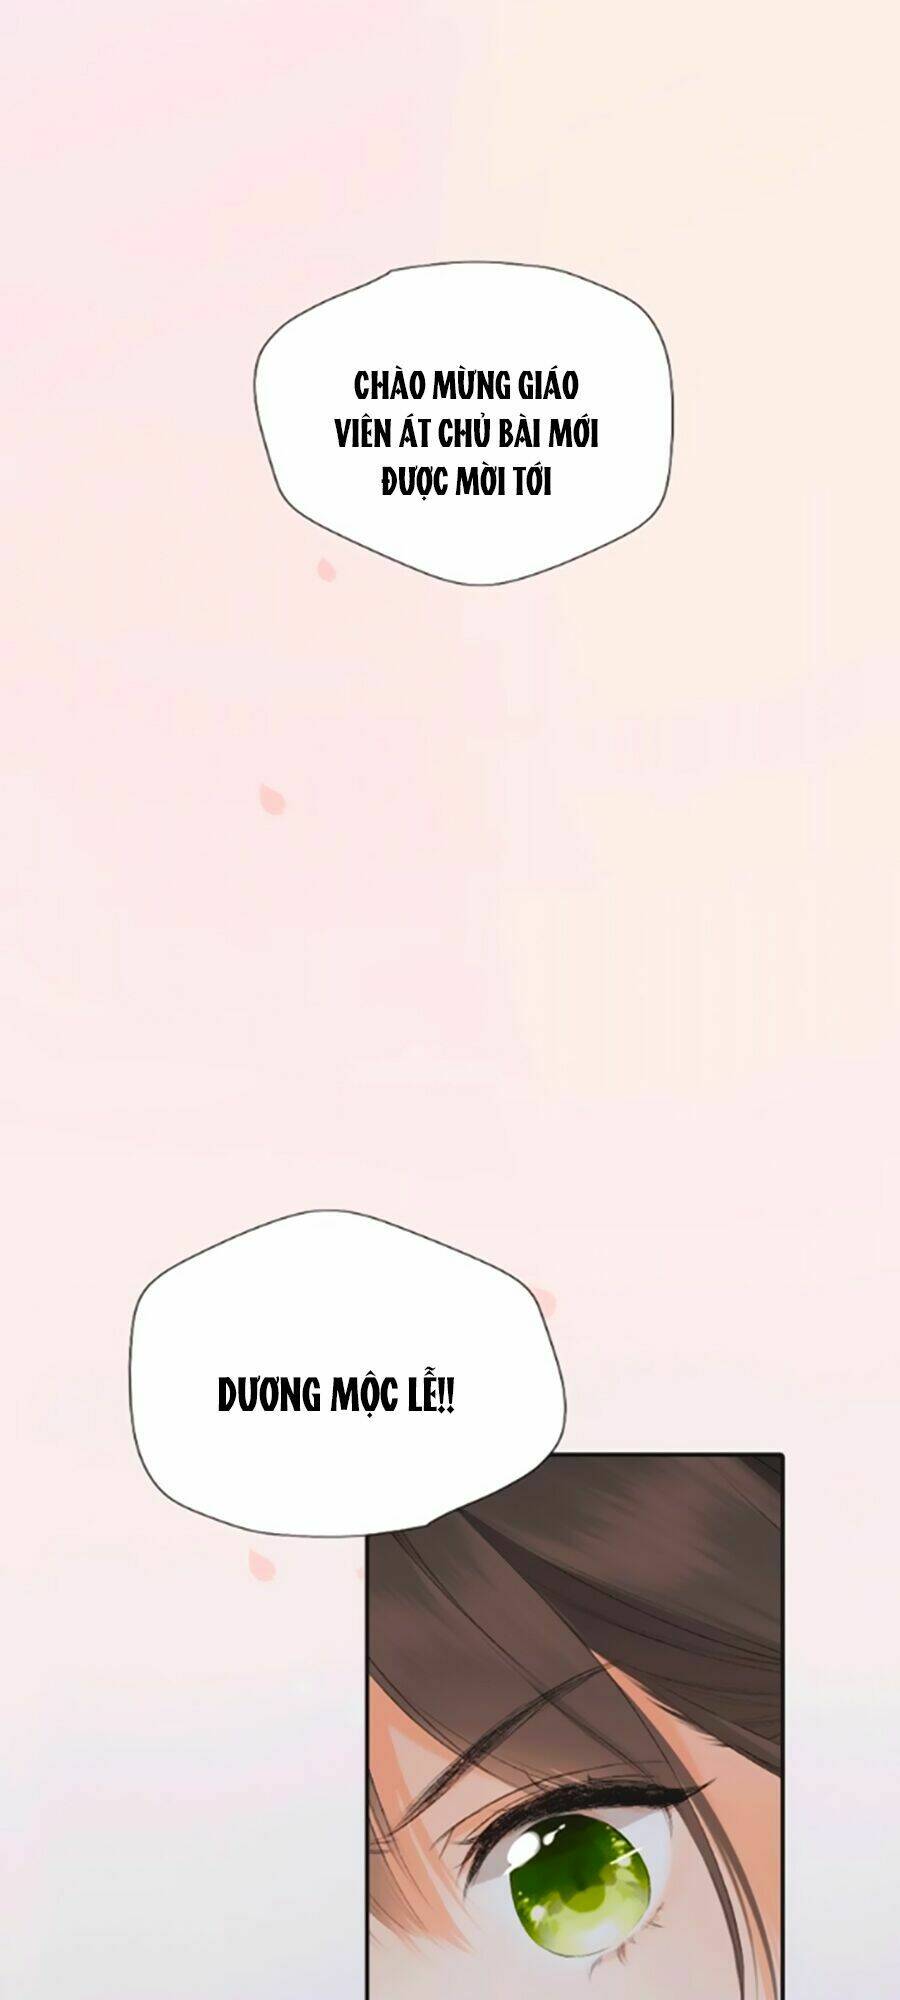 CHÀO MỪNG GIÁO
VIÊN ÁT CHỦ BÀI MỚI
ĐƯỢC MỜI TỚI
DƯƠNG MỘC LỄ!!